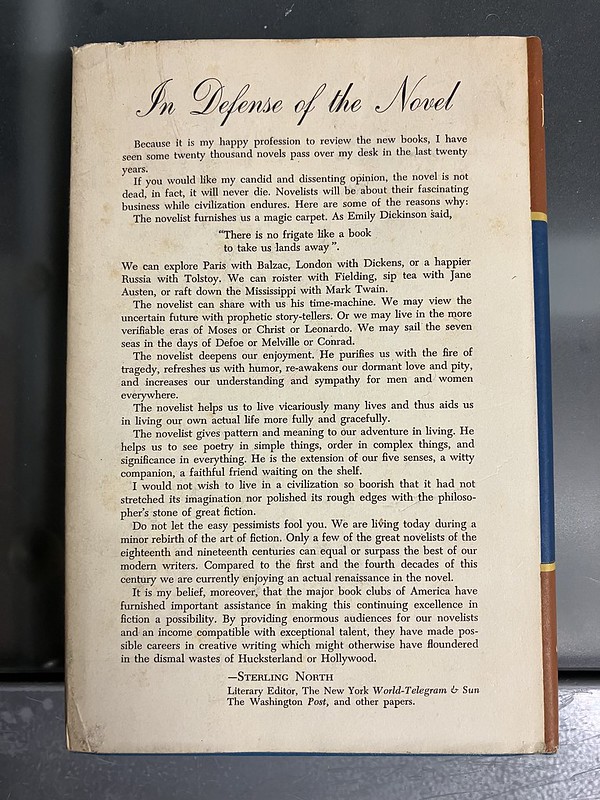 In Defense of the Novel
Because it is my happy profession to review the new books, I have
seen some twenty thousand novels pass over my desk in the last twenty
years.
If you would like my candid and dissenting opinion, the novel is not
dead, in fact, it will never die. Novelists will be about their fascinating
business while civilization endures. Here are some of the reasons why:
The novelist furnishes us a magic carpet. As Emily Dickinson said,
"There is no frigate like a book
to take us lands away".
We can explore Paris with Balzac, London with Dickens, or a happier
Russia with Tolstoy. We can roister with Fielding, sip tea with Jane
Austen, or raft down the Mississippi with Mark Twain.
The novelist can share with us his time-machine. We may view the
uncertain future with prophetic story-tellers. Or we may live in the more
verifiable eras of Moses or Christ or Leonardo. We may sail the seven
seas in the days of Defoe or Melville or Conrad.
The novelist deepens our enjoyment. He purifies us with the fire of
tragedy, refreshes us with humor, re-awakens our dormant love and pity,
and increases our understanding and sympathy for men and women
everywhere.
The novelist helps us to live vicariously many lives and thus aids us
in living our own actual life more fully and gracefully.
The novelist gives pattern and meaning to our adventure in living. He
helps us to see poetry in simple things, order in complex things, and
significance in everything. He is the extension of our five senses, a witty
companion, a faithful friend waiting on the shelf.
I would not wish to live in a civilization so boorish that it had not
stretched its imagination nor polished its rough edges with the philoso-
pher's stone of great fiction.
Do not let the easy pessimists fool you. We are living today during a
minor rebirth of the art of fiction. Only a few of the great novelists of the
eighteenth and nineteenth centuries can equal or surpass the best of our
modern writers. Compared to the first and the fourth decades of this
century we are currently enjoying an actual renaissance in the novel.
It is my belief, moreover, that the major book clubs of America have
furnished important assistance in making this continuing excellence in
fiction a possibility. By providing enormous audiences for our novelists
and an income compatible with exceptional talent, they have made pos-
sible careers in creative writing which might otherwise have floundered
in the dismal wastes of Hucksterland or Hollywood.
—STERLING NORTH
Literary Editor, The New York World-Telegram & Sun
The Washington Post, and other papers.